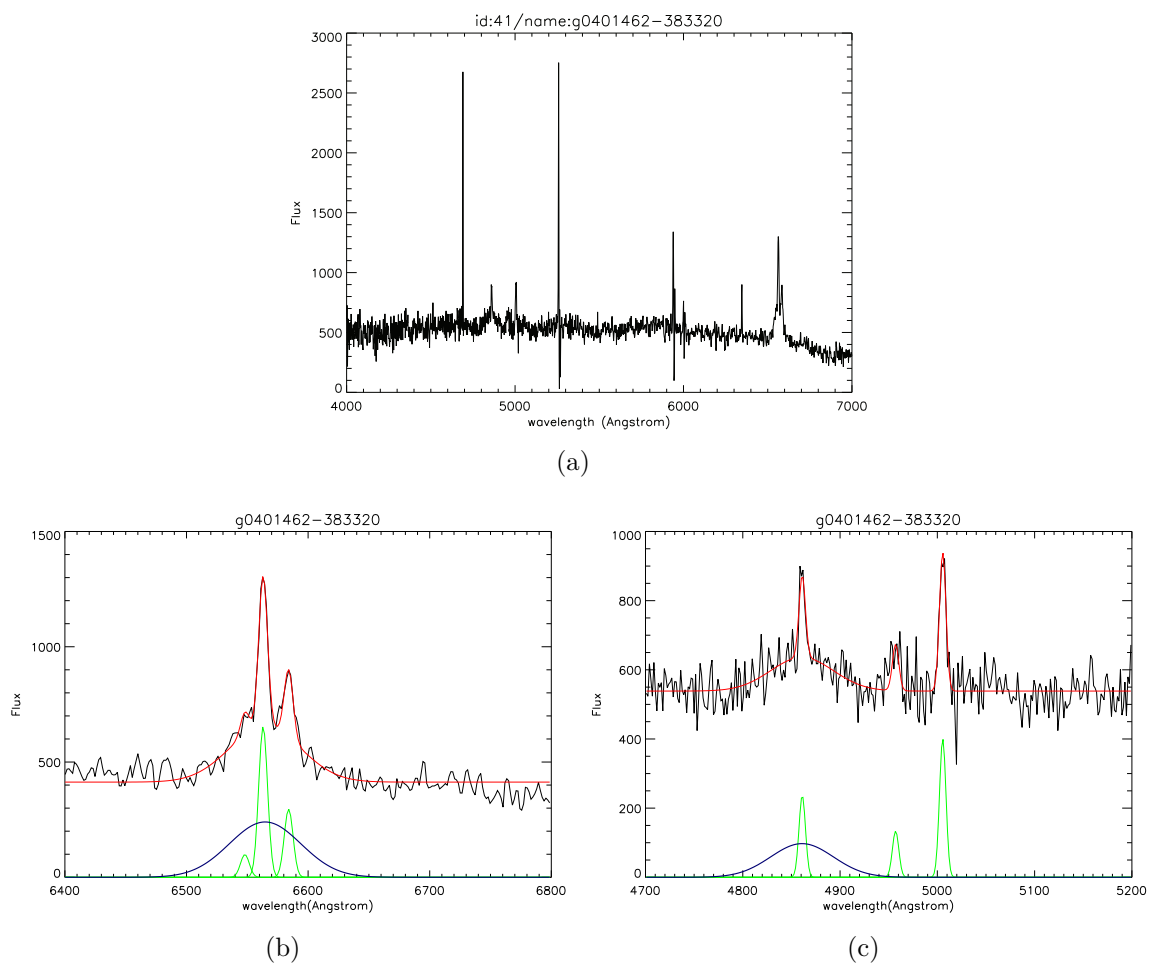 id:41/name:g0401462-383320
3000
2500
2000
1500
1000
500
0
Flux
4000 5000 6000 7000
wavelength (Angstrom)
(a)
g0401462-383320
1500
1000
500
0
Flux
6400 6500 6600 6700 6800
wavelength(Angstrom)
(b)
g0401462-383320
1000
800
600
400
200
0
Flux
4700 4800 4900 5000 5100 5200
wavelength(Angstrom)
(c)